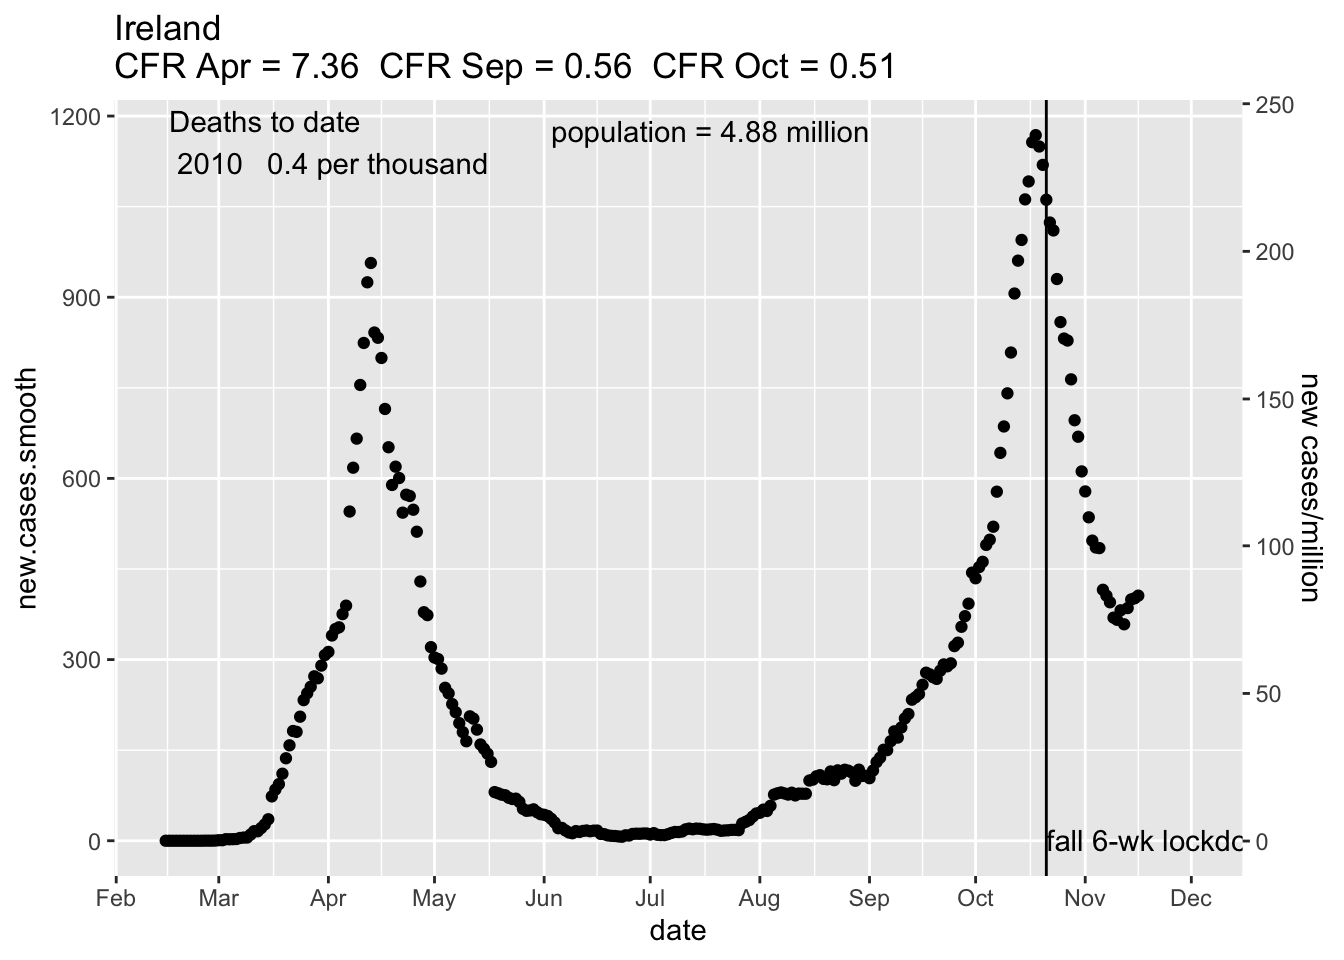 Ireland
CFR Apr = 7.36  CFR Sep = 0.56  CFR Oct = 0.51
Deaths to date
2010   0.4 per thousand
population = 4.88 million
new.cases.smooth
1200
900
600
300
0
250
200
150
100
50
0
new cases/million
fall 6-wk lockdc
Feb Mar Apr May Jun Jul Aug Sep Oct Nov Dec
date